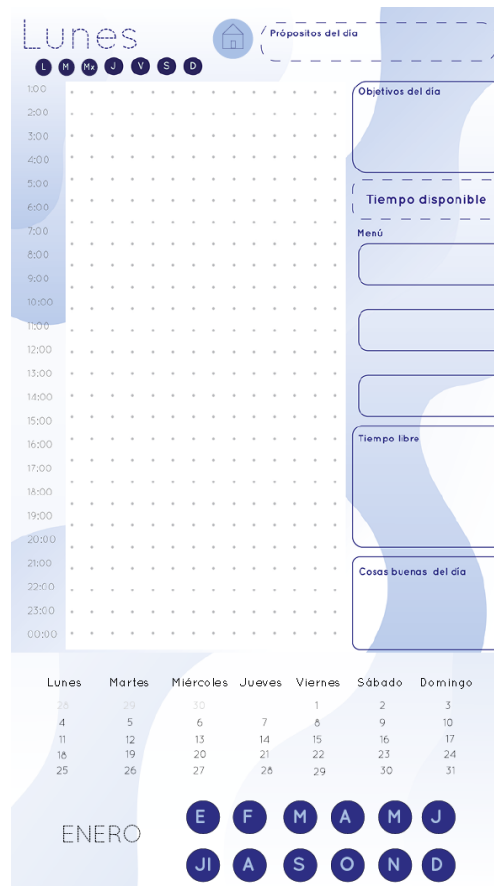 Lunes
Própositos del día
L M Mx J V S D
1:00
Objetivos del día
2:00
3:00
4:00
5:00
Tiempo disponible
6:00
7:00
Menú
8:00
9:00
10:00
11:00
12:00
13:00
14:00
15:00
16:00
Tiempo libre
17:00
18:00
19:00
20:00
21:00
Cosas buenas del día
22:00
23:00
00:00
Lunes Martes Miércoles Jueves Viernes Sábado Domingo
28 29 30 1 2 3
4 5 6 7 8 9 10
11 12 13 14 15 16 17
18 19 20 21 22 23 24
25 26 27 28 29 30 31
E F M A M J
ENERO
JI A S O N D